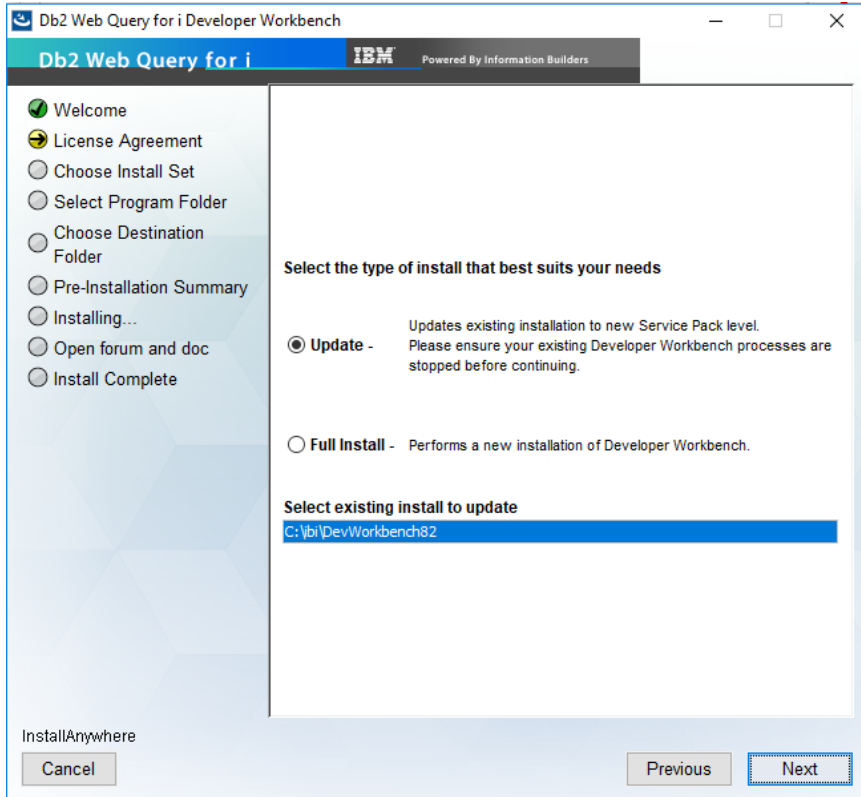 Db2 Web Query for i Developer Workbench
Db2 Web Query for i
IBM
Powered By Information Builders
Welcome
License Agreement
Choose Install Set
Select Program Folder
Choose Destination
Folder
Pre-Installation Summary
Installing...
Open forum and doc
Install Complete
Select the type of install that best suits your needs
Update -
Updates existing installation to new Service Pack level.
Please ensure your existing Developer Workbench processes are
stopped before continuing.
Full Install - Performs a new installation of Developer Workbench.
Select existing install to update
C:\ibi\DevWorkbench82
InstallAnywhere
Cancel
Previous
Next